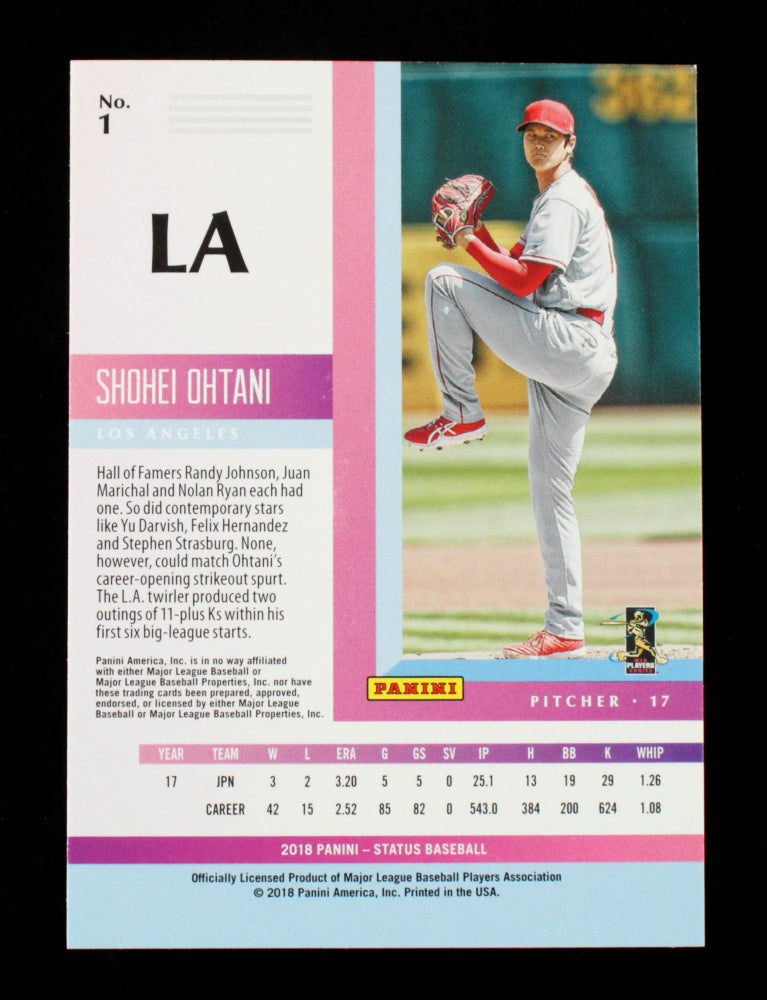 No.
1
LA
SHOHEI OHTANI
LOS ANGELES
Hall of Famers Randy Johnson, Juan
Marichal and Nolan Ryan each had
one. So did contemporary stars
like Yu Darvish, Felix Hernandez
and Stephen Strasburg. None,
however, could match Ohtani's
career-opening strikeout spurt.
The L.A. twirler produced two
outings of 11-plus Ks within his
first six big-league starts.
Panini America, Inc. is in no way affiliated
with either Major League Baseball or
Major League Baseball Properties, Inc. nor have
these trading cards been prepared, approved,
endorsed, or licensed by either Major League
Baseball or Major League Baseball Properties, Inc.
362
MLB
PLAYERS
CHOICE
PANINI
PITCHER · 17
YEAR TEAM W L ERA G GS SV IP H BB K WHIP
17 JPN 3 2 3.20 5 5 0 25.1 13 19 29 1.26
CAREER 42 15 2.52 85 82 0 543.0 384 200 624 1.08
2018 PANINI – STATUS BASEBALL
Officially Licensed Product of Major League Baseball Players Association
© 2018 Panini America, Inc. Printed in the USA.